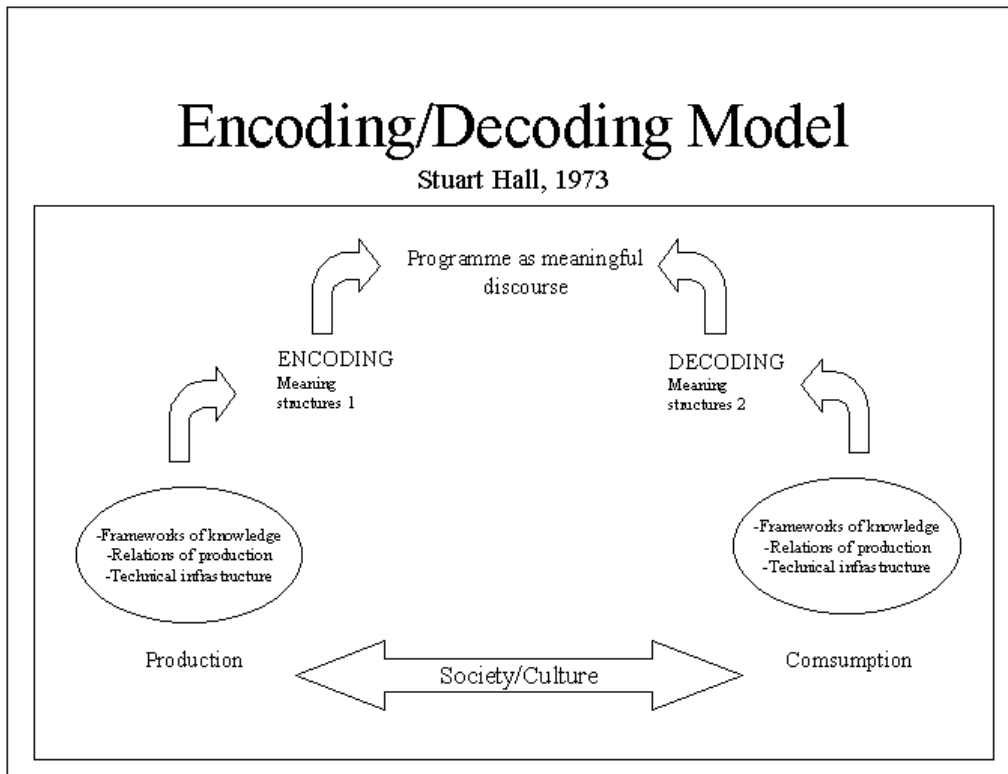 Encoding/Decoding Model
Stuart Hall, 1973
Programme as meaningful
discourse
ENCODING
Meaning
structures 1
DECODING
Meaning
structures 2
-Frameworks of knowledge
-Relations of production
-Technical infrastructure
-Frameworks of knowledge
-Relations of production
-Technical infrastructure
Production
Society/Culture
Comsumption